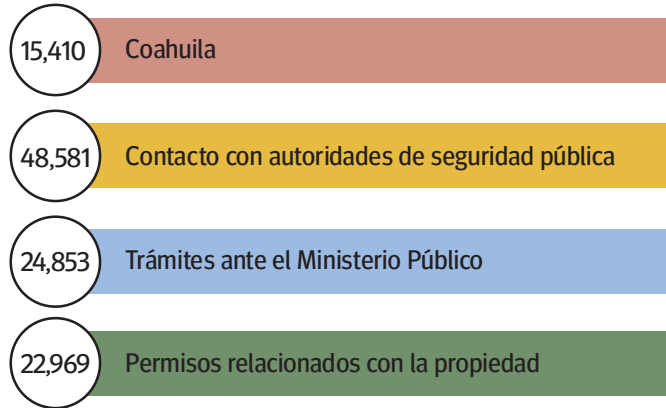 15,410 Coahuila
48,581 Contacto con autoridades de seguridad pública
24,853 Trámites ante el Ministerio Público
22,969 Permisos relacionados con la propiedad